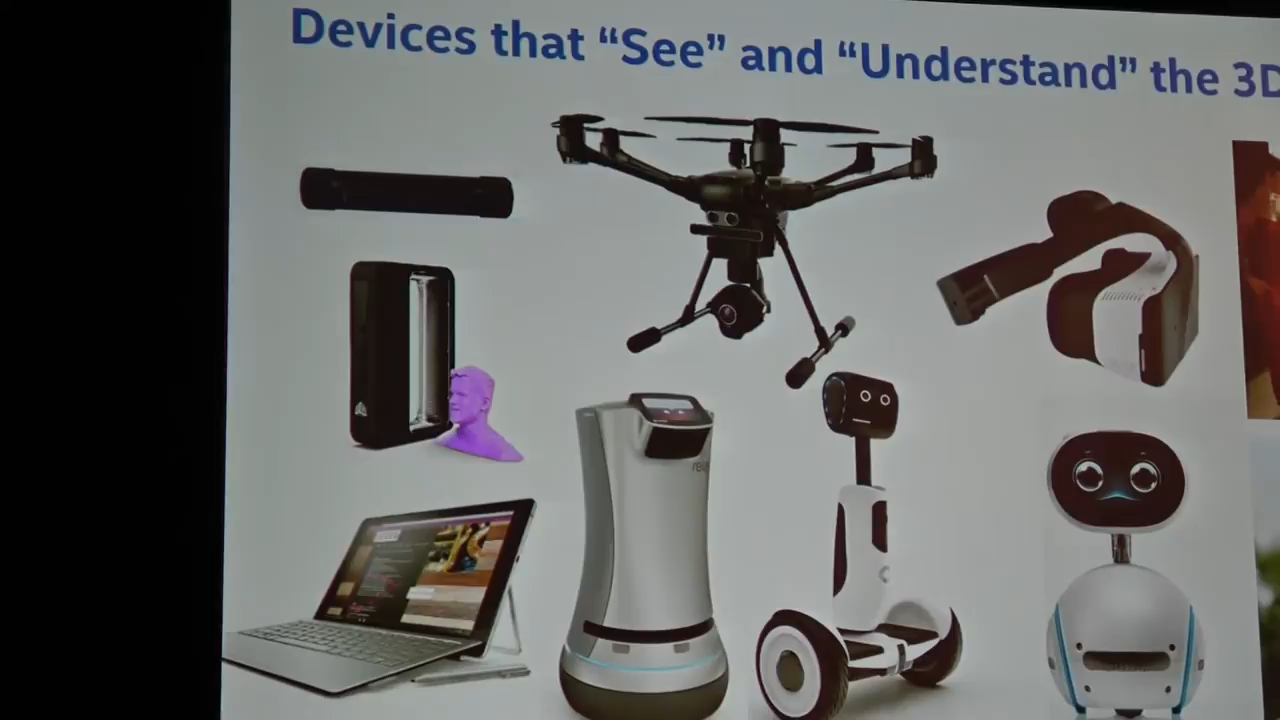 Devices that “See” and “Understand” the 3D